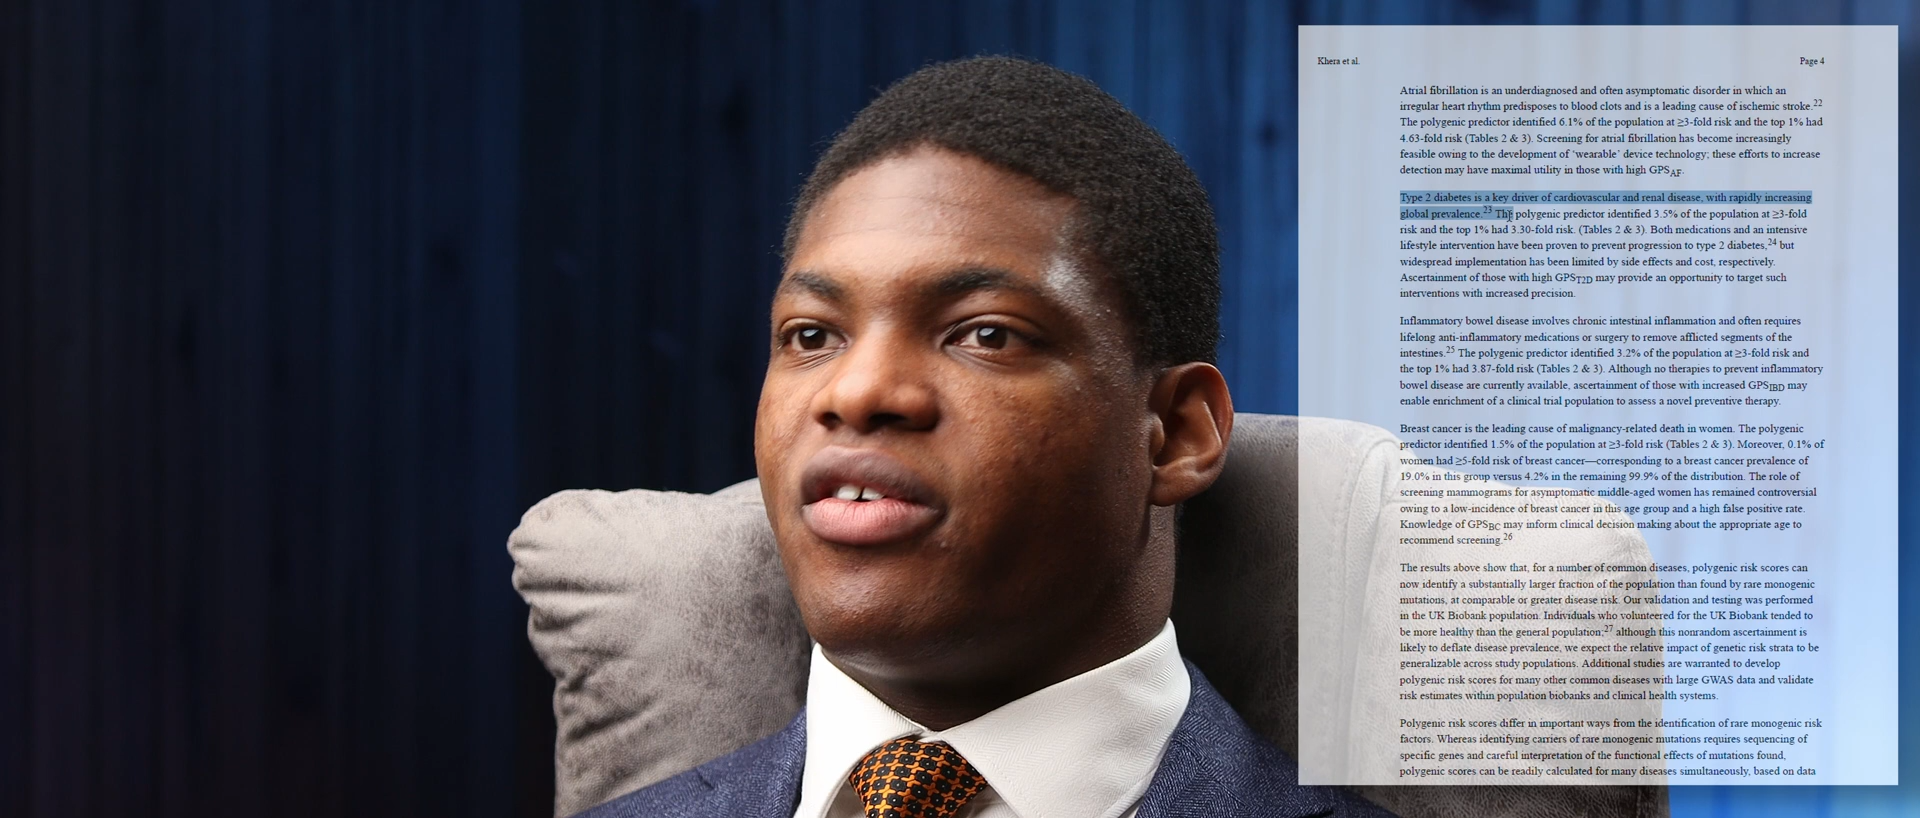 Khera et al.
Page 4
Atrial fibrillation is an underdiagnosed and often asymptomatic disorder in which an
irregular heart rhythm predisposes to blood clots and is a leading cause of ischemic stroke.22
The polygenic predictor identified 6.1% of the population at ≥3-fold risk and the top 1% had
4.63-fold risk (Tables 2 & 3). Screening for atrial fibrillation has become increasingly
feasible owing to the development of ‘wearable’ device technology; these efforts to increase
detection may have maximal utility in those with high GPSAF.
Type 2 diabetes is a key driver of cardiovascular and renal disease, with rapidly increasing
global prevalence.23 The polygenic predictor identified 3.5% of the population at ≥3-fold
risk and the top 1% had 3.30-fold risk. (Tables 2 & 3). Both medications and an intensive
lifestyle intervention have been proven to prevent progression to type 2 diabetes,24 but
widespread implementation has been limited by side effects and cost, respectively.
Ascertainment of those with high GPST2D may provide an opportunity to target such
interventions with increased precision.
Inflammatory bowel disease involves chronic intestinal inflammation and often requires
lifelong anti-inflammatory medications or surgery to remove afflicted segments of the
intestines.25 The polygenic predictor identified 3.2% of the population at ≥3-fold risk and
the top 1% had 3.87-fold risk (Tables 2 & 3). Although no therapies to prevent inflammatory
bowel disease are currently available, ascertainment of those with increased GPSIBD may
enable enrichment of a clinical trial population to assess a novel preventive therapy.
Breast cancer is the leading cause of malignancy-related death in women. The polygenic
predictor identified 1.5% of the population at ≥3-fold risk (Tables 2 & 3). Moreover, 0.1% of
women had ≥5-fold risk of breast cancer—corresponding to a breast cancer prevalence of
19.0% in this group versus 4.2% in the remaining 99.9% of the distribution. The role of
screening mammograms for asymptomatic middle-aged women has remained controversial
owing to a low-incidence of breast cancer in this age group and a high false positive rate.
Knowledge of GPSBC may inform clinical decision making about the appropriate age to
recommend screening.26
The results above show that, for a number of common diseases, polygenic risk scores can
now identify a substantially larger fraction of the population than found by rare monogenic
mutations, at comparable or greater disease risk. Our validation and testing was performed
in the UK Biobank population. Individuals who volunteered for the UK Biobank tended to
be more healthy than the general population;27 although this nonrandom ascertainment is
likely to deflate disease prevalence, we expect the relative impact of genetic risk strata to be
generalizable across study populations. Additional studies are warranted to develop
polygenic risk scores for many other common diseases with large GWAS data and validate
risk estimates within population biobanks and clinical health systems.
Polygenic risk scores differ in important ways from the identification of rare monogenic risk
factors. Whereas identifying carriers of rare monogenic mutations requires sequencing of
specific genes and careful interpretation of the functional effects of mutations found,
polygenic scores can be readily calculated for many diseases simultaneously, based on data